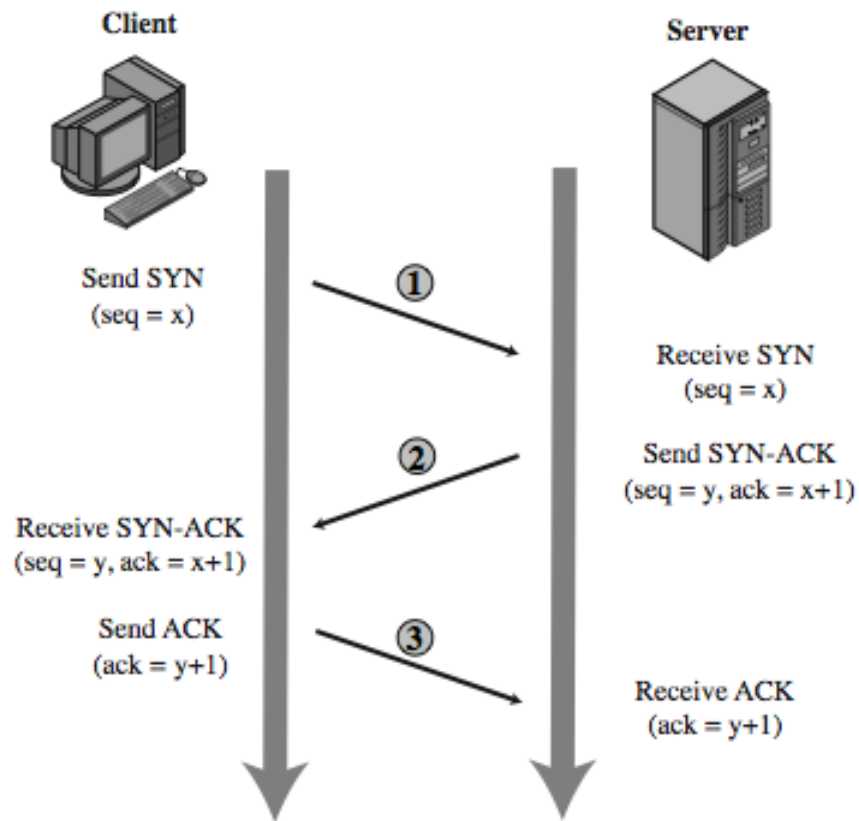 Client
Server
Send SYN
(seq = x)
1
Receive SYN
(seq = x)
2
Send SYN-ACK
(seq = y, ack = x+1)
Receive SYN-ACK
(seq = y, ack = x+1)
Send ACK
(ack = y+1)
3
Receive ACK
(ack = y+1)